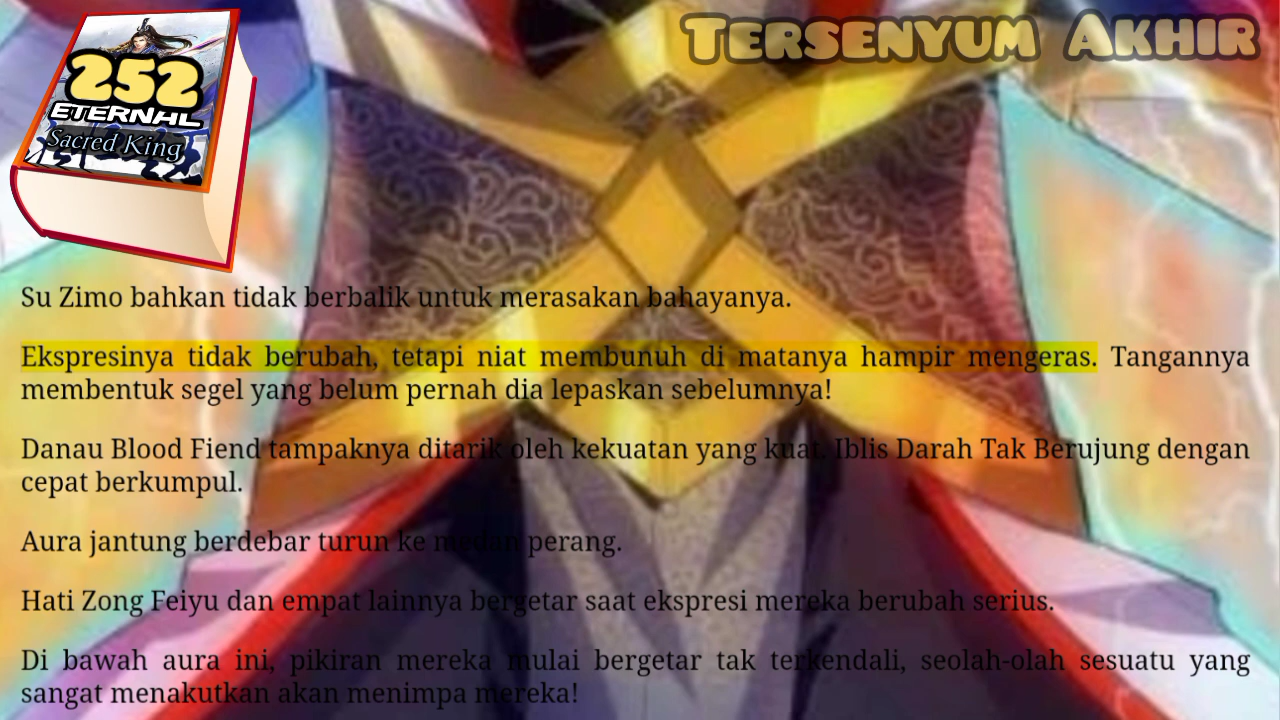 TERSENYUM AKHIR
252
ETERNAL
Sacred King
Su Zimo bahkan tidak berbalik untuk merasakan bahayanya.
Ekspresinya tidak berubah, tetapi niat membunuh di matanya hampir mengeras. Tangannya
membentuk segel yang belum pernah dia lepaskan sebelumnya!
Danau Blood Fiend tampaknya ditarik oleh kekuatan yang kuat. Iblis Darah Tak Berujung dengan
cepat berkumpul.
Aura jantung berdebar turun ke medan perang.
Hati Zong Feiyu dan empat lainnya bergetar saat ekspresi mereka berubah serius.
Di bawah aura ini, pikiran mereka mulai bergetar tak terkendali, seolah-olah sesuatu yang
sangat menakutkan akan menimpa mereka!